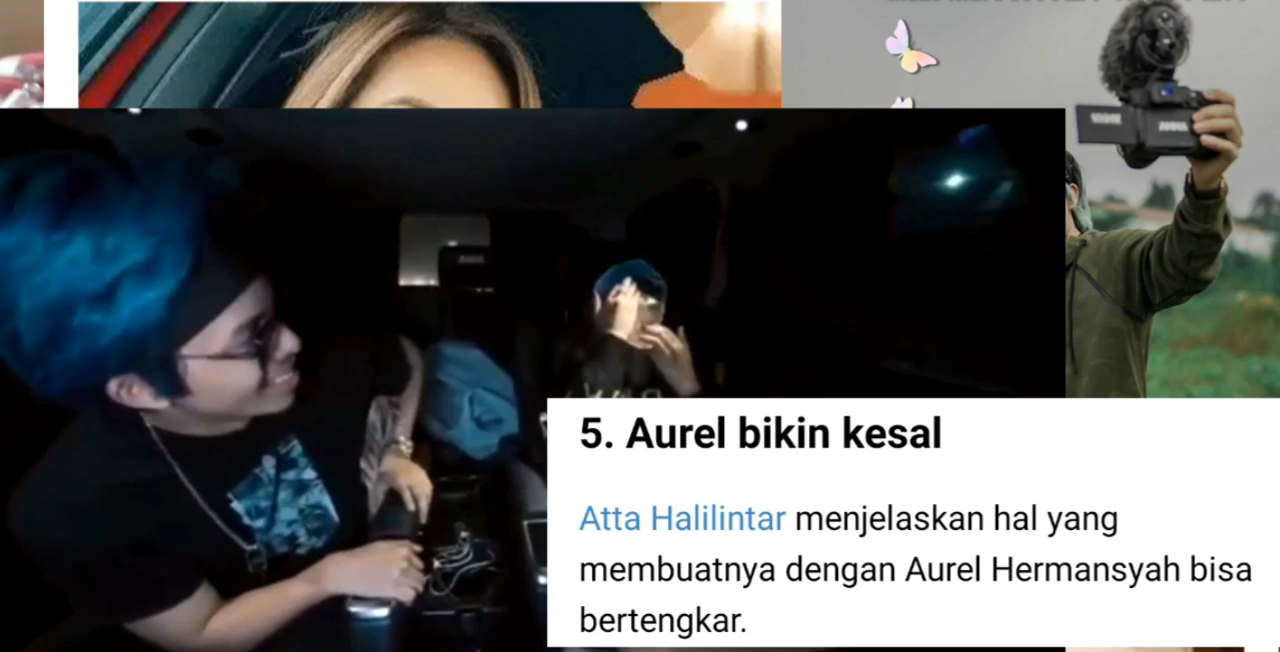 5. Aurel bikin kesal
Atta Halilintar menjelaskan hal yang
membuatnya dengan Aurel Hermansyah bisa
bertengkar.